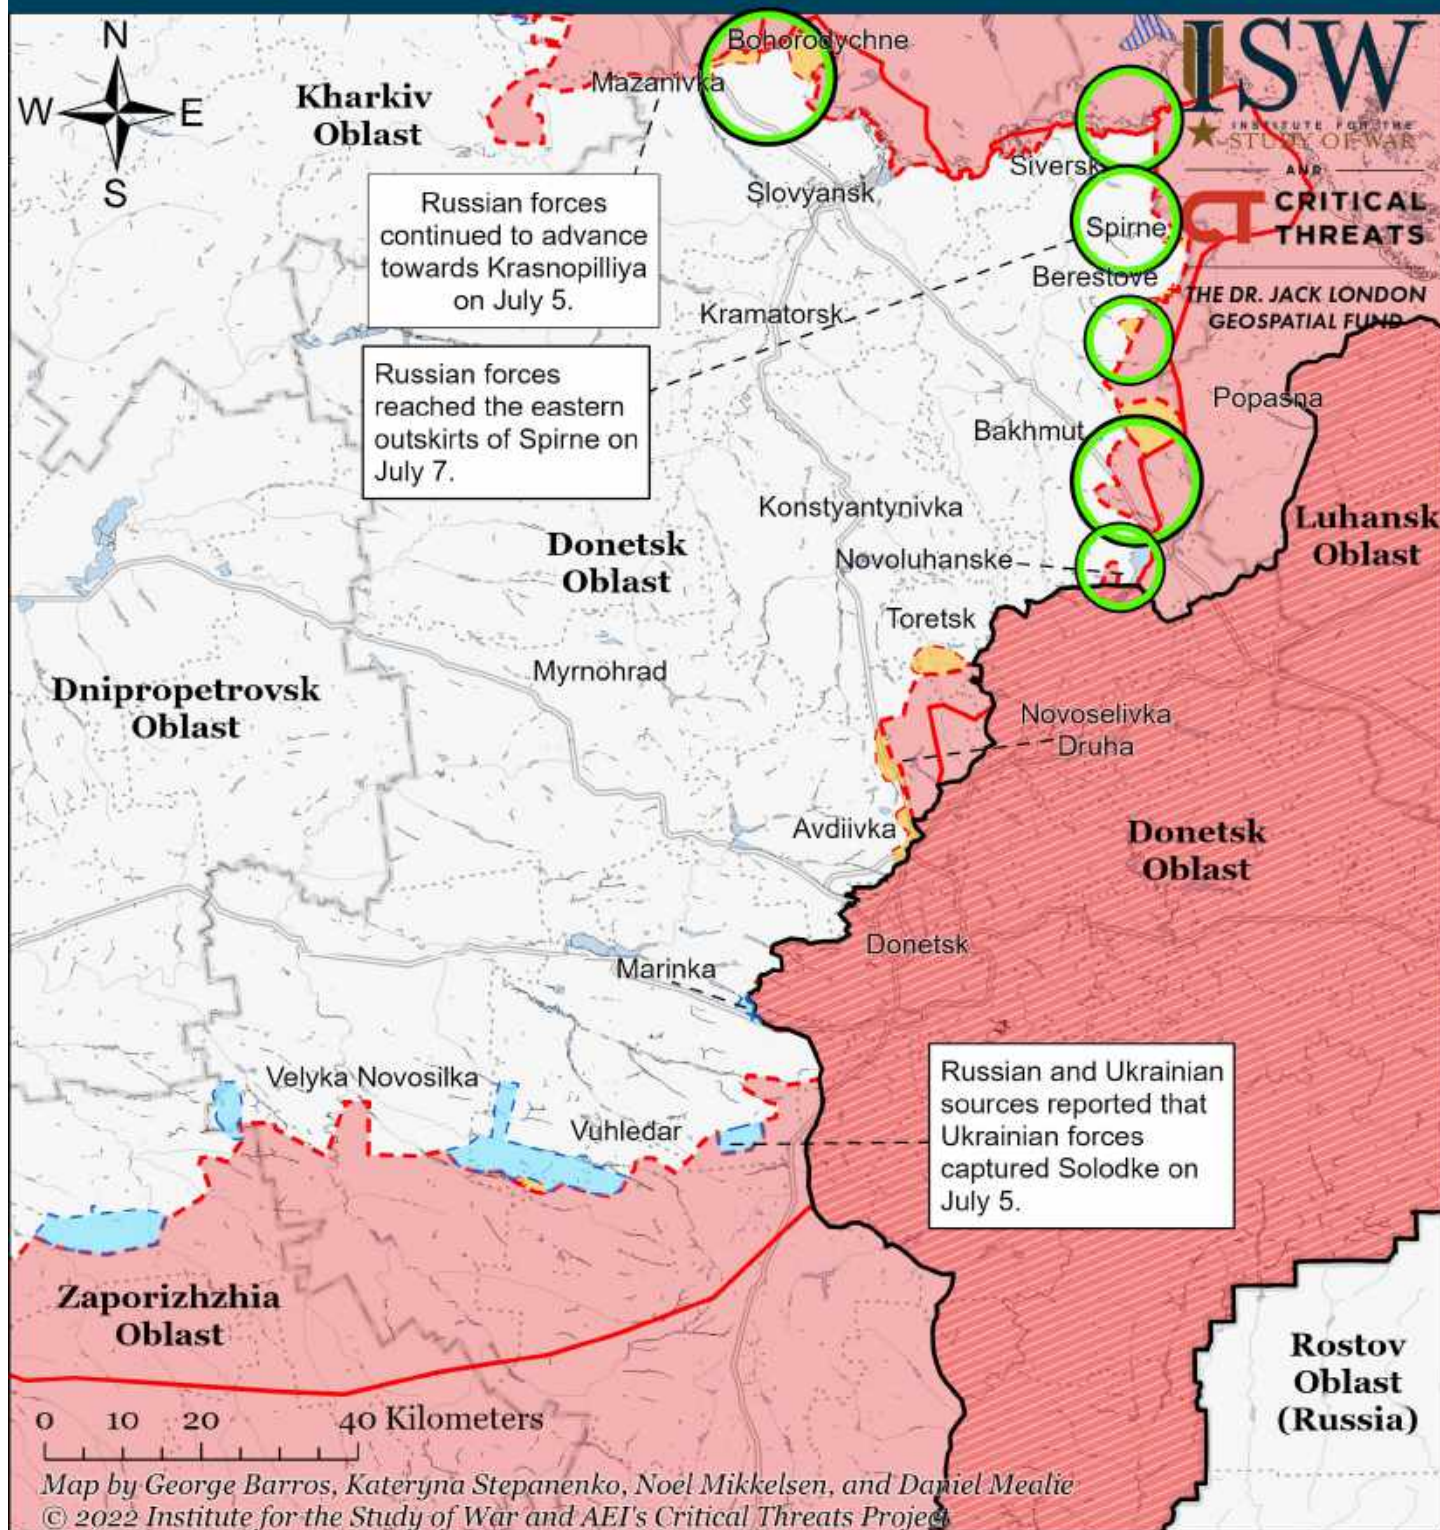 N
W E
S
Kharkiv
Oblast
Bohorodychne
Mazanivka
ISW
INSTITUTE FOR THE
STUDY OF WAR
AND
CT CRITICAL
THREATS
THE DR. JACK LONDON
GEOSPATIAL FUND
Siversk
Slovyansk
Spirne
Berestove
Russian forces
continued to advance
towards Krasnopilliya
on July 5.
Kramatorsk
Russian forces
reached the eastern
outskirts of Spirne on
July 7.
Popasna
Bakhmut
Konstyantynivka
Luhansk
Oblast
Donetsk
Oblast
Novoluhanske
Toretsk
Myrnohrad
Dnipropetrovsk
Oblast
Novoselivka
Druha
Avdiivka
Donetsk
Oblast
Donetsk
Marinka
Velyka Novosilka
Vuhledar
Russian and Ukrainian
sources reported that
Ukrainian forces
captured Solodke on
July 5.
Zaporizhzhia
Oblast
Rostov
Oblast
(Russia)
0 10 20 40 Kilometers
Map by George Barros, Kateryna Stepanenko, Noel Mikkelsen, and Daniel Mealie
© 2022 Institute for the Study of War and AEI's Critical Threats Project